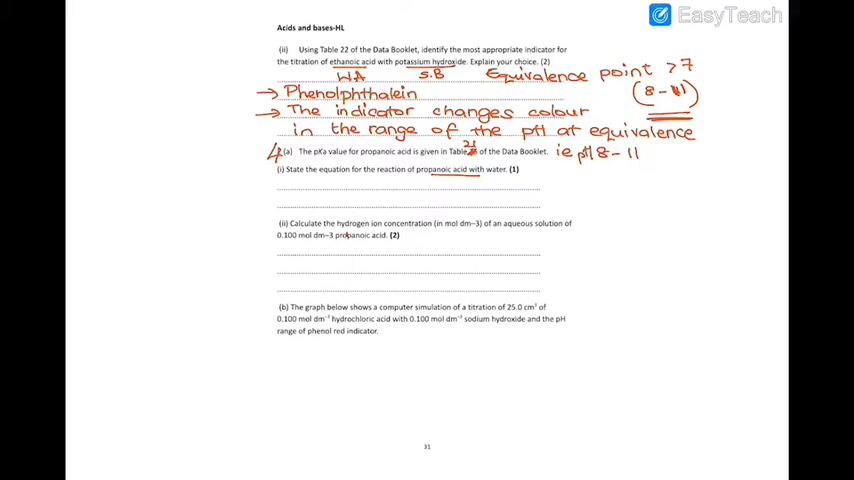 EasyTeach
Acids and bases-HL
(ii) Using Table 22 of the Data Booklet, identify the most appropriate indicator for
the titration of ethanoic acid with potassium hydroxide. Explain your choice. (2)
WA S.B Equivalence point >7
→ Phenolphthalein (8-11)
→ The indicator changes colour
in the range of the pH at equivalence
4 (a) The pKa value for propanoic acid is given in Table 21 of the Data Booklet. ie pH 8-11
(i) State the equation for the reaction of propanoic acid with water. (1)
(ii) Calculate the hydrogen ion concentration (in mol dm–3) of an aqueous solution of
0.100 mol dm–3 propanoic acid. (2)
(b) The graph below shows a computer simulation of a titration of 25.0 cm³ of
0.100 mol dm⁻³ hydrochloric acid with 0.100 mol dm⁻³ sodium hydroxide and the pH
range of phenol red indicator.
31